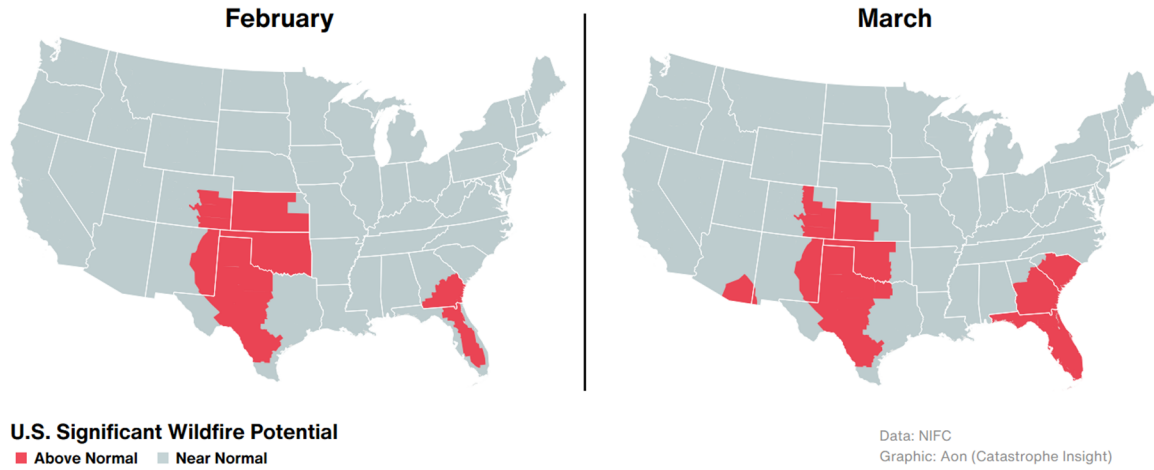 February
March
U.S. Significant Wildfire Potential
Above Normal
Near Normal
Data: NIFC
Graphic: Aon (Catastrophe Insight)